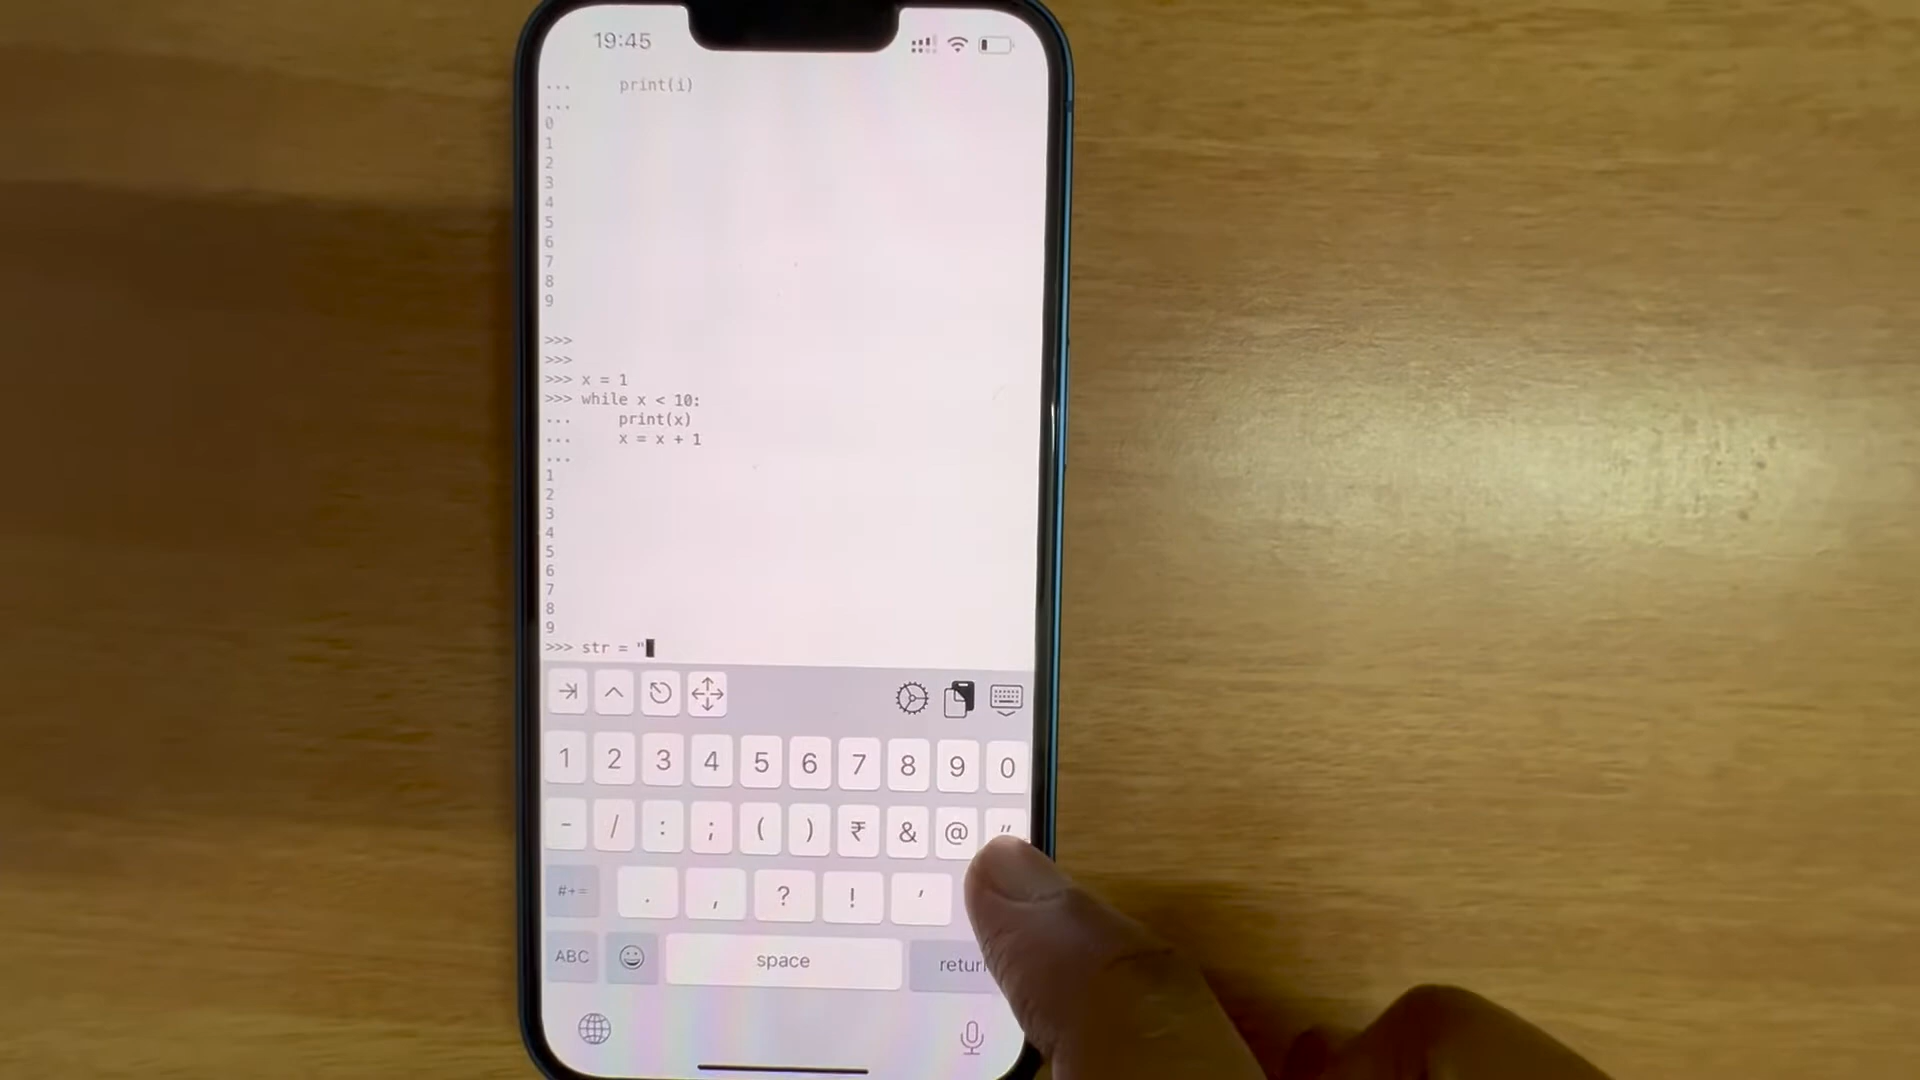 19:45
... print(i)
...
0
1
2
3
4
5
6
7
8
9
>>>
>>>
>>> x = 1
>>> while x < 10:
... print(x)
... x = x + 1
...
1
2
3
4
5
6
7
8
9
>>> str = "
1 2 3 4 5 6 7 8 9 0
- / : ; ( ) ₹ & @ "
#+= . , ? ! '
ABC space return